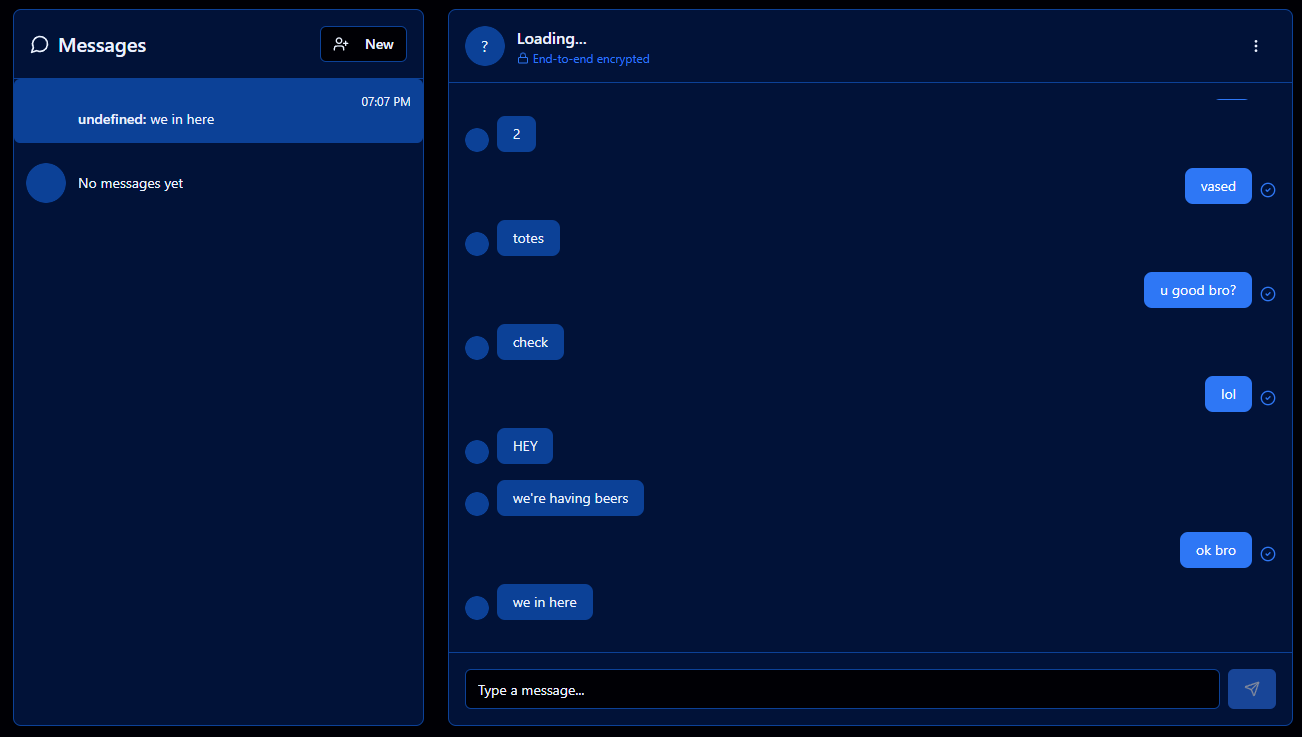 Messages
New
07:07 PM
undefined: we in here
No messages yet
?
Loading...
End-to-end encrypted
2
vased
totes
u good bro?
check
lol
HEY
we're having beers
ok bro
we in here
Type a message...